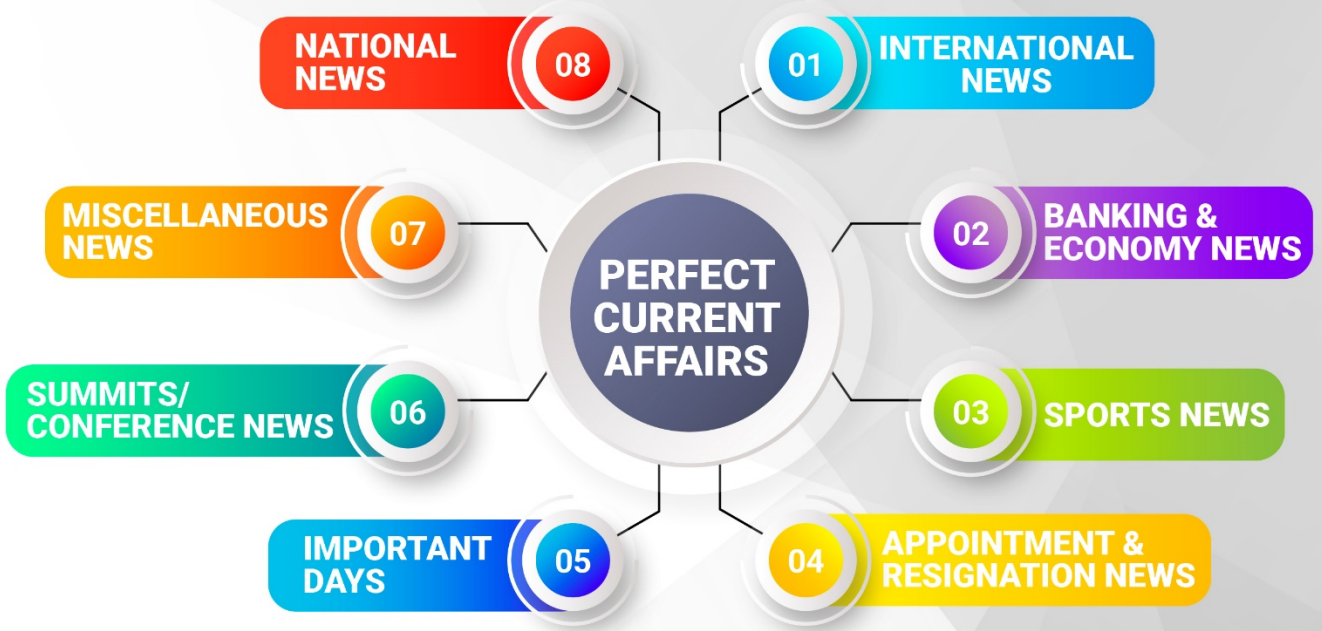 PERFECT
CURRENT
AFFAIRS
01
INTERNATIONAL
NEWS
02
BANKING &
ECONOMY NEWS
03
SPORTS NEWS
04
APPOINTMENT &
RESIGNATION NEWS
05
IMPORTANT
DAYS
06
SUMMITS/
CONFERENCE NEWS
07
MISCELLANEOUS
NEWS
08
NATIONAL
NEWS